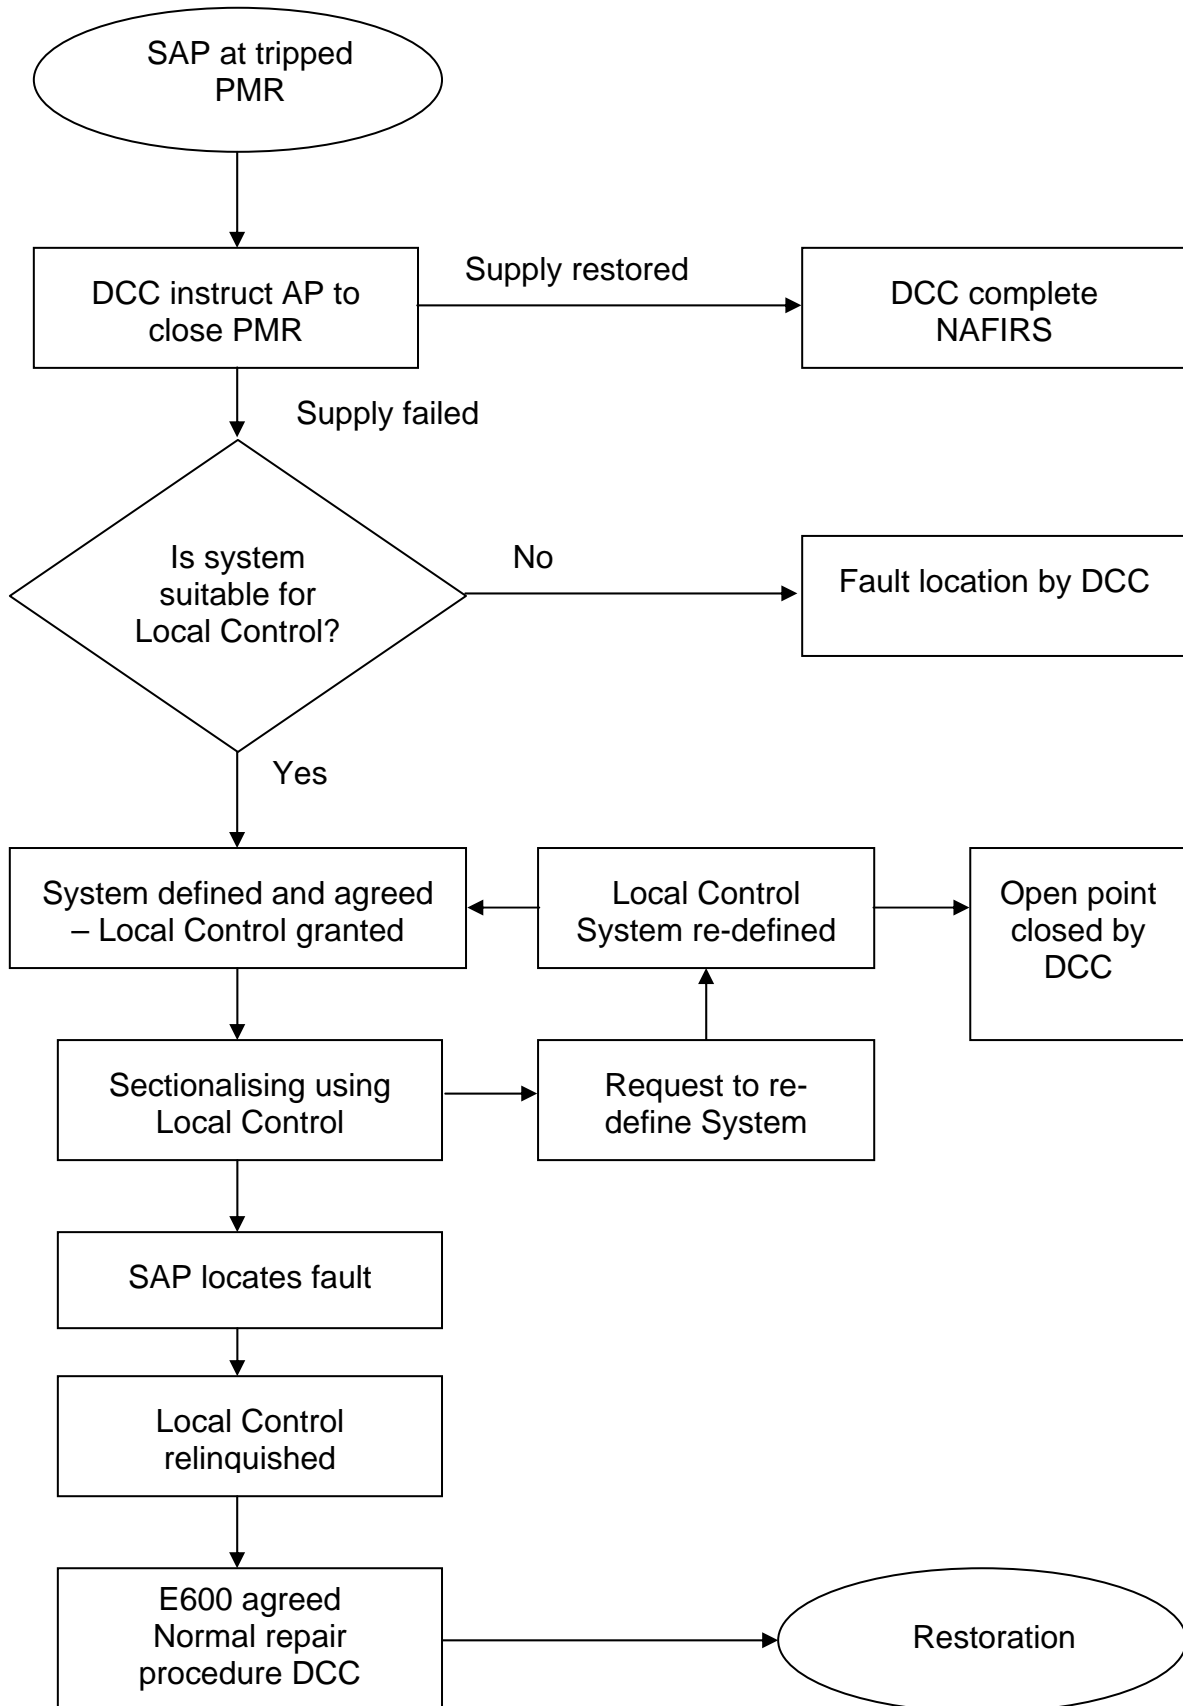 SAP at tripped
PMR
DCC instruct AP to
close PMR
Supply restored
DCC complete
NAFIRS
Supply failed
Is system
suitable for
Local Control?
No
Fault location by DCC
Yes
System defined and agreed
– Local Control granted
Local Control
System re-defined
Open point
closed by
DCC
Sectionalising using
Local Control
Request to re-
define System
SAP locates fault
Local Control
relinquished
E600 agreed
Normal repair
procedure DCC
Restoration